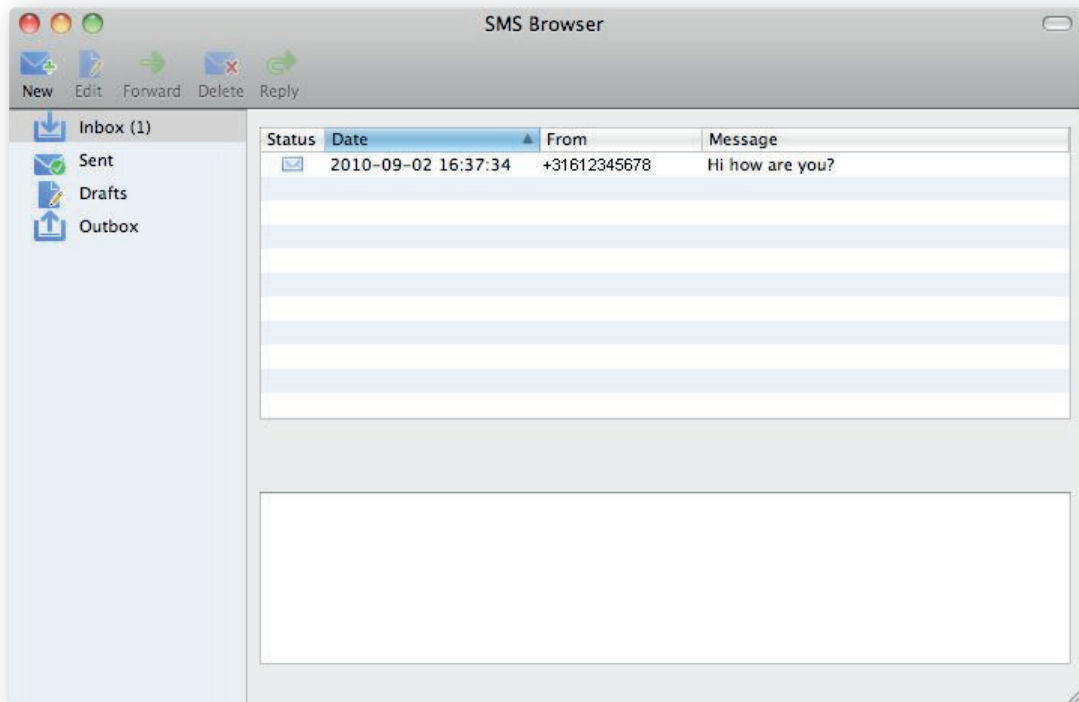 SMS Browser
New Edit Forward Delete Reply
Inbox (1)
Sent
Drafts
Outbox
Status Date From Message
2010-09-02 16:37:34 +31612345678 Hi how are you?